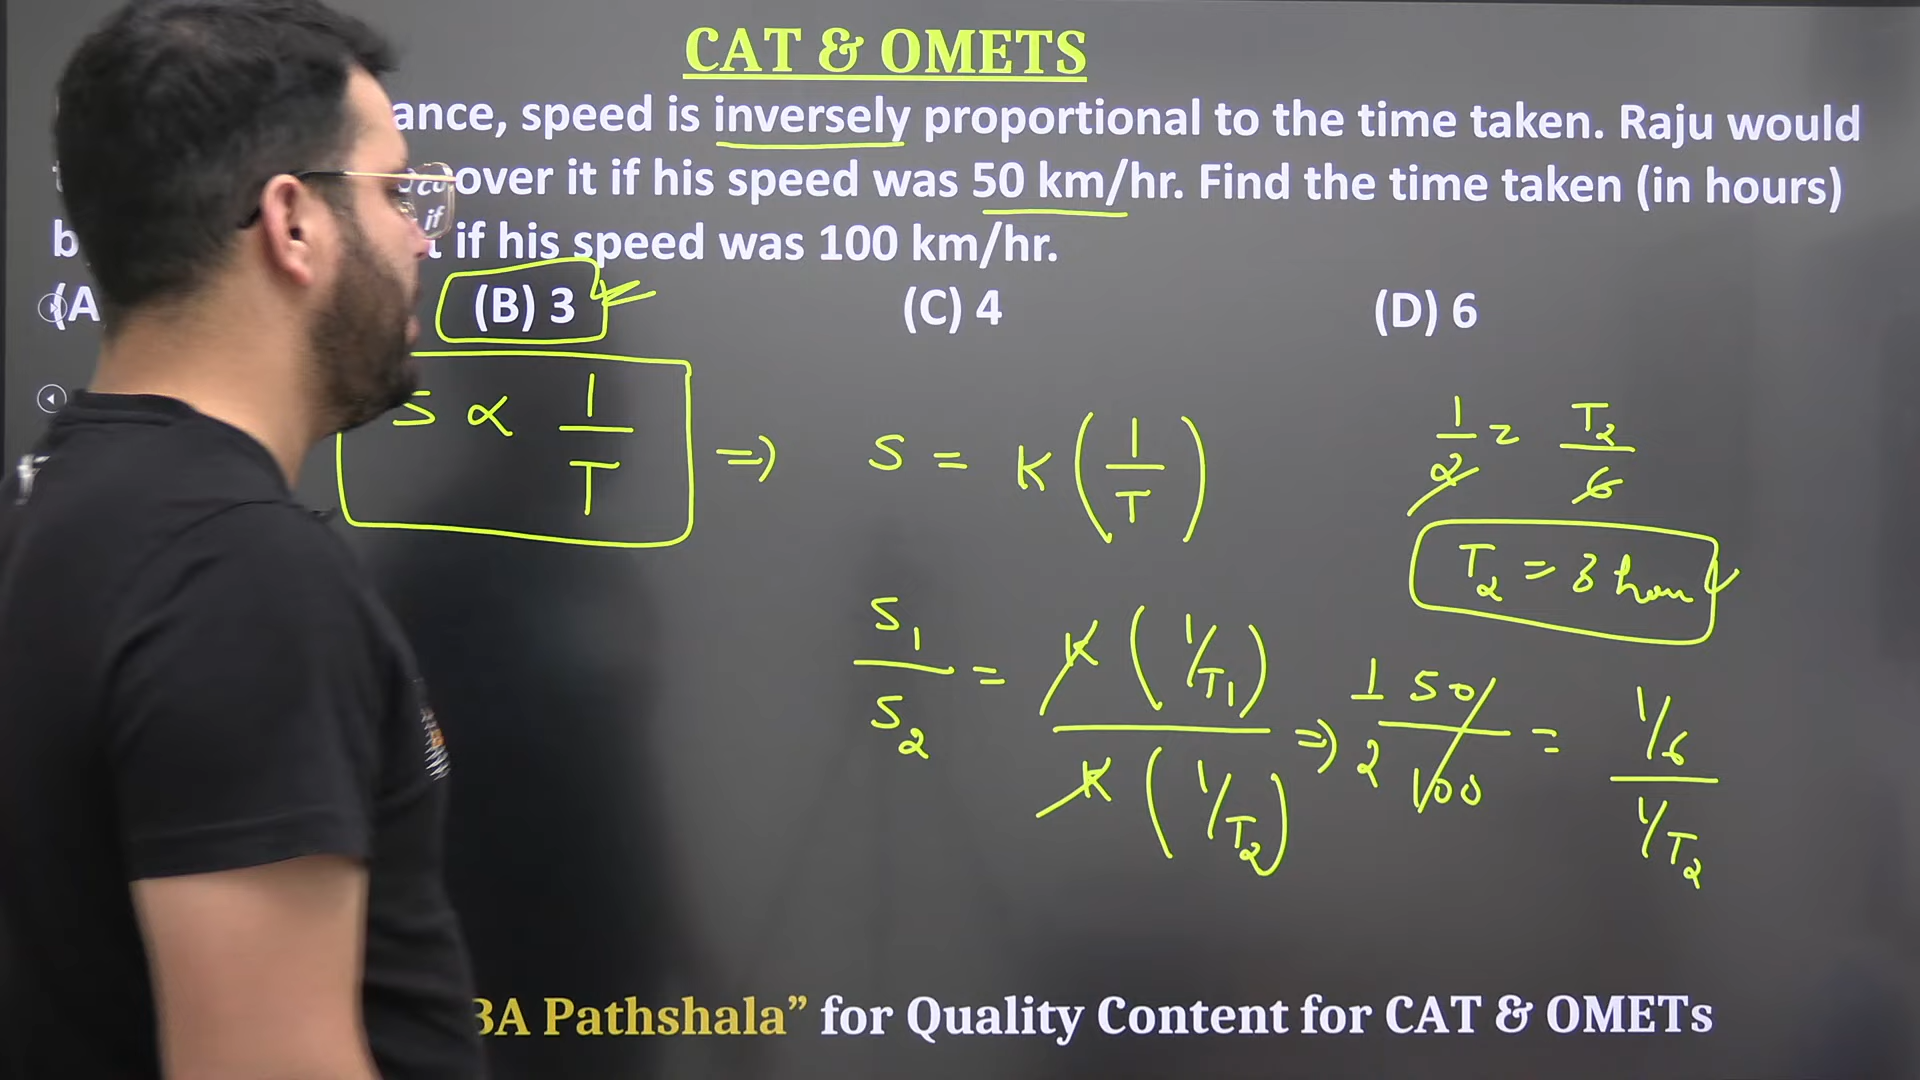 CAT & OMETS
ance, speed is inversely proportional to the time taken. Raju would
over it if his speed was 50 km/hr. Find the time taken (in hours)
if his speed was 100 km/hr.
(A (B) 3 (C) 4 (D) 6
S ∝ 1/T ⇒ S = K (1/T)
1/2 = T₂/6
T₂ = 3 hour
S₁/S₂ = K (1/T₁) / K (1/T₂) ⇒ 1 50 / 2 100 = 1/6 / 1/T₂
BA Pathshala” for Quality Content for CAT & OMETs